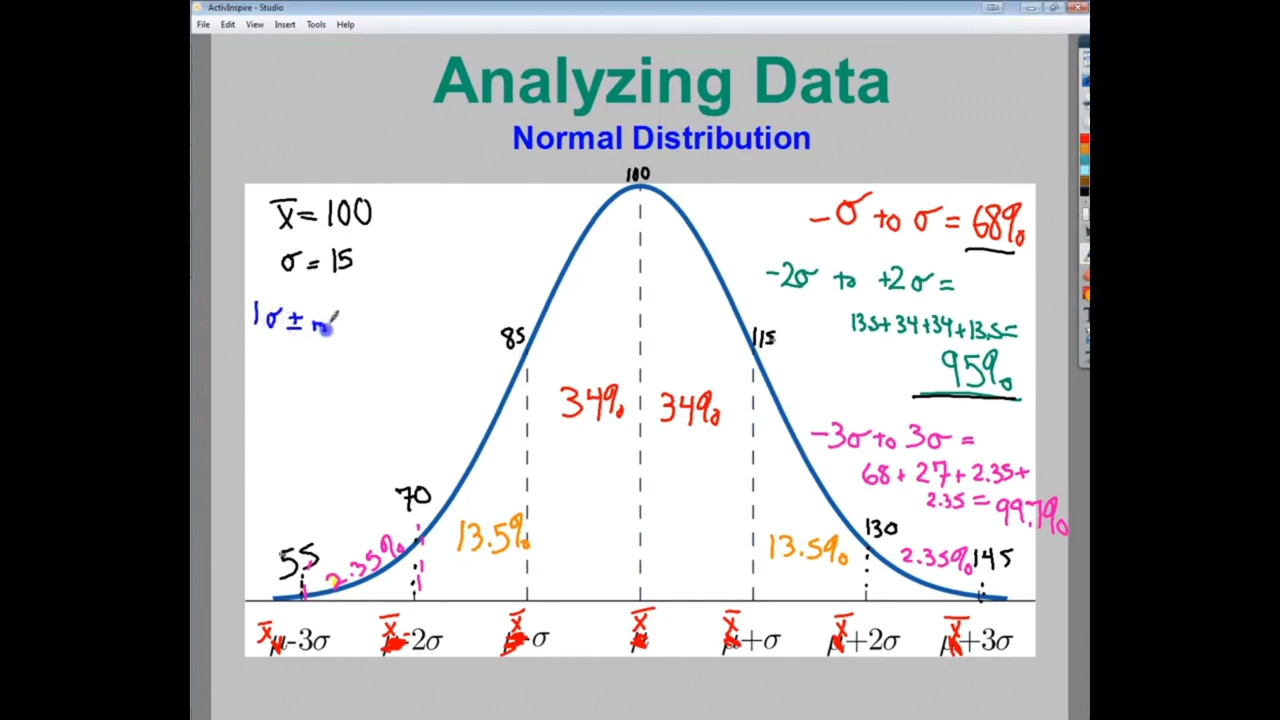 ActivInspire - Studio
File Edit View Insert Tools Help
Analyzing Data
Normal Distribution
100
x̅ = 100
σ = 15
1σ ±
-σ to σ = 68%
-2σ to +2σ =
13.5+34+34+13.5=
95%
85
115
34% 34%
-3σ to 3σ =
68 + 27 + 2.35+
2.35 = 99.7%
70
13.5%
13.5%
130
55
2.35%
2.35%
145
x̅-3σ x̅-2σ x̅-σ x̅ x̅+σ x̅+2σ x̅+3σ